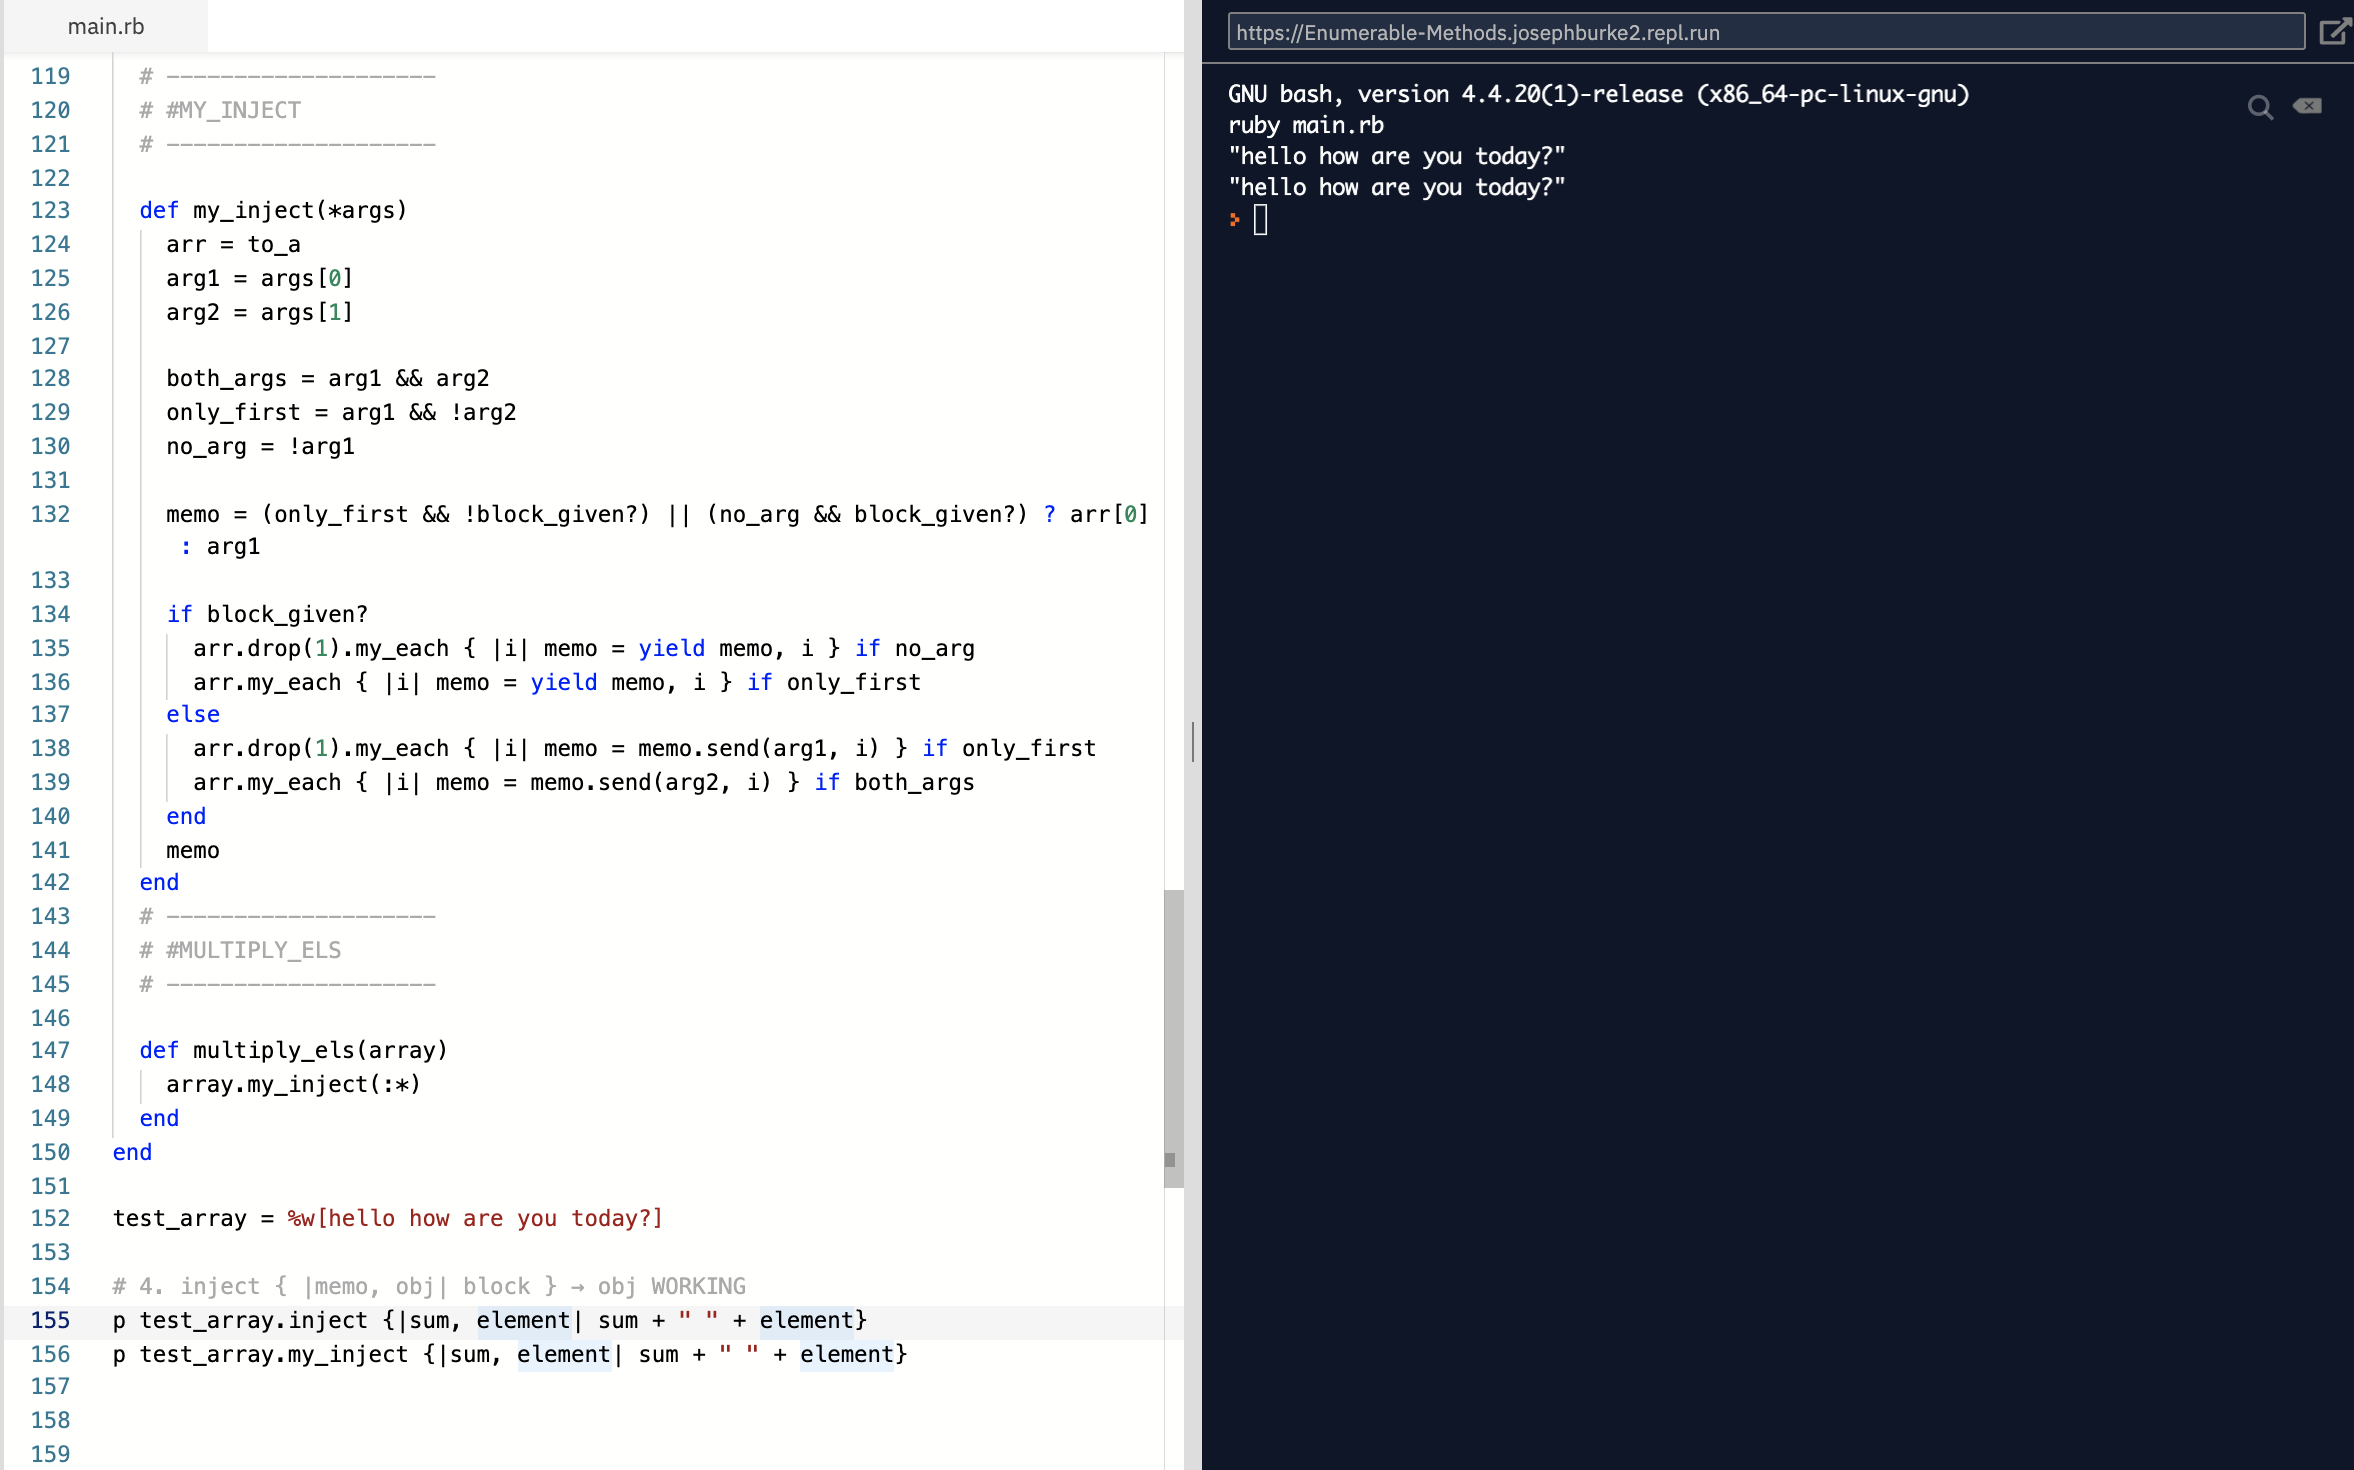 main.rb
119 # --------------------
120 # #MY_INJECT
121 # --------------------
122
123 def my_inject(*args)
124 arr = to_a
125 arg1 = args[0]
126 arg2 = args[1]
127
128 both_args = arg1 && arg2
129 only_first = arg1 && !arg2
130 no_arg = !arg1
131
132 memo = (only_first && !block_given?) || (no_arg && block_given?) ? arr[0]
: arg1
133
134 if block_given?
135 arr.drop(1).my_each { |i| memo = yield memo, i } if no_arg
136 arr.my_each { |i| memo = yield memo, i } if only_first
137 else
138 arr.drop(1).my_each { |i| memo = memo.send(arg1, i) } if only_first
139 arr.my_each { |i| memo = memo.send(arg2, i) } if both_args
140 end
141 memo
142 end
143 # --------------------
144 # #MULTIPLY_ELS
145 # --------------------
146
147 def multiply_els(array)
148 array.my_inject(:*)
149 end
150 end
151
152 test_array = %w[hello how are you today?]
153
154 # 4. inject { |memo, obj| block } → obj WORKING
155 p test_array.inject {|sum, element| sum + " " + element}
156 p test_array.my_inject {|sum, element| sum + " " + element}
157
158
159
https://Enumerable-Methods.josephburke2.repl.run
GNU bash, version 4.4.20(1)-release (x86_64-pc-linux-gnu)
ruby main.rb
"hello how are you today?"
"hello how are you today?"